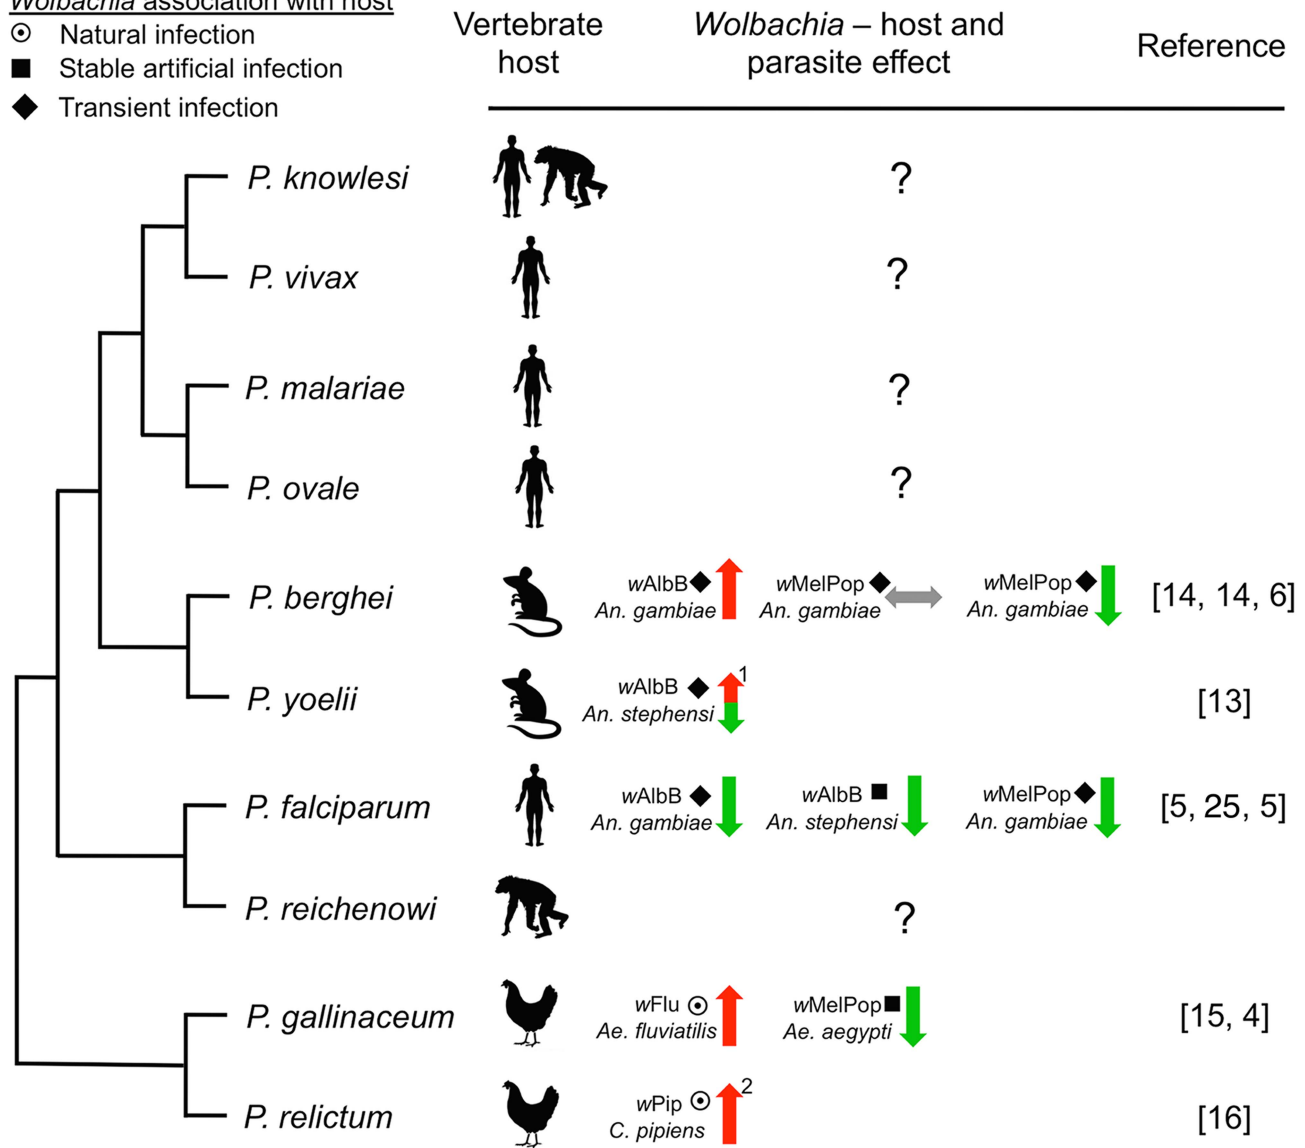 Wolbachia association with host
Natural infection
Stable artificial infection
Transient infection
Vertebrate
host
Wolbachia – host and
parasite effect
Reference
P. knowlesi
?
P. vivax
?
P. malariae
?
P. ovale
?
P. berghei
wAlbB
An. gambiae
wMelPop
An. gambiae
wMelPop
An. gambiae
[14, 14, 6]
P. yoelii
wAlbB
An. stephensi
1
[13]
P. falciparum
wAlbB
An. gambiae
wAlbB
An. stephensi
wMelPop
An. gambiae
[5, 25, 5]
P. reichenowi
?
P. gallinaceum
wFlu
Ae. fluviatilis
wMelPop
Ae. aegypti
[15, 4]
P. relictum
wPip
C. pipiens
2
[16]